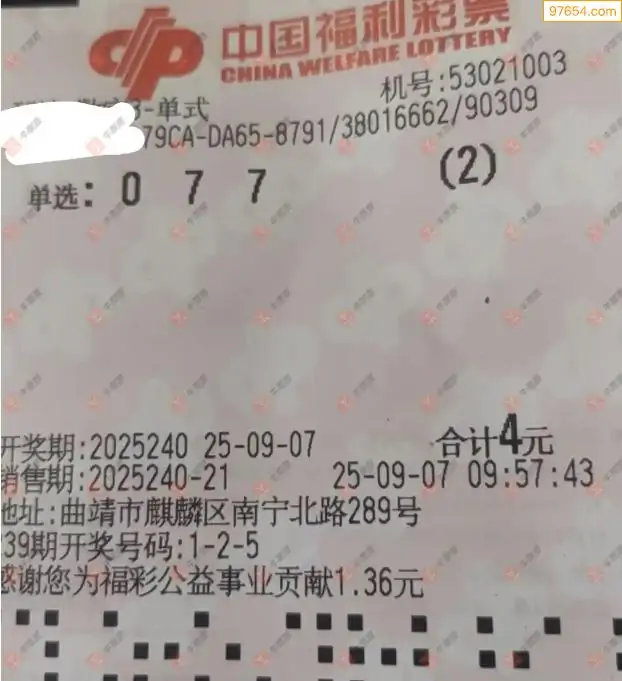 97654.com
中国福利彩票
CHINA WELFARE LOTTERY
机号:53021003
3-单式
79CA-DA65-8791/38016662/90309
单选: 0 7 7 (2)
开奖期:2025240 25-09-07 合计4元
销售期:2025240-21 25-09-07 09:57:43
地址:曲靖市麒麟区南宁北路289号
39期开奖号码:1-2-5
感谢您为福彩公益事业贡献1.36元